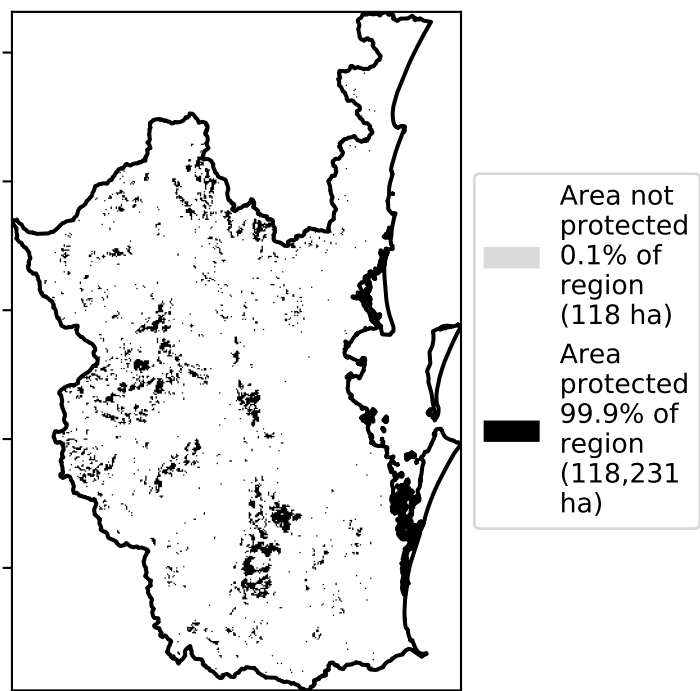 Area not
protected
0.1% of
region
(118 ha)
Area
protected
99.9% of
region
(118,231
ha)